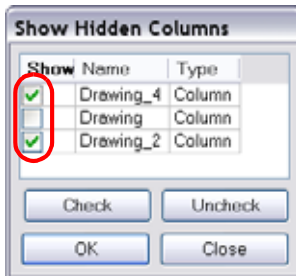 Show Hidden Columns
Show Name Type
Drawing_4 Column
Drawing Column
Drawing_2 Column
Check Uncheck
OK Close